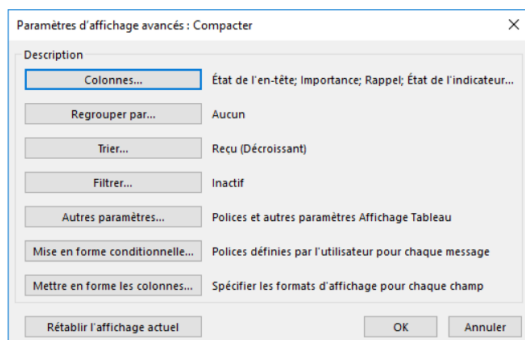 Paramètres d'affichage avancés : Compacter
Description
Colonnes... État de l'en-tête; Importance; Rappel; État de l'indicateur...
Regrouper par... Aucun
Trier... Reçu (Décroissant)
Filtrer... Inactif
Autres paramètres... Polices et autres paramètres Affichage Tableau
Mise en forme conditionnelle... Polices définies par l'utilisateur pour chaque message
Mettre en forme les colonnes... Spécifier les formats d'affichage pour chaque champ
Rétablir l'affichage actuel OK Annuler